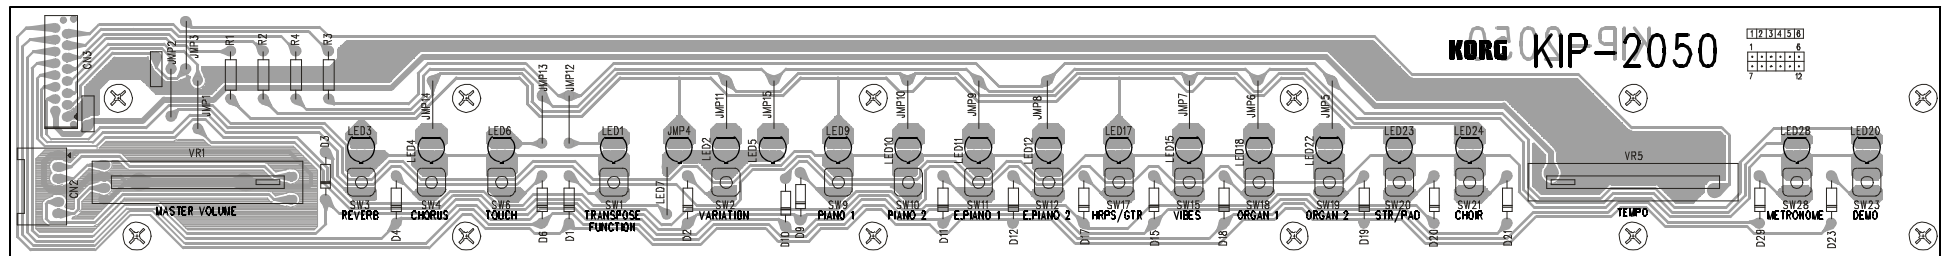 KORG KIP-2050
KIP-2050
1 2 3 4 5 6
1 6
7 12
CN3
JMP2
JMP3
JMP1
R1
R2
R4
R3
JMP14
JMP13
JMP12
JMP11
JMP15
JMP10
JMP9
JMP8
JMP7
JMP6
JMP5
JMP4
LED3
LED4
LED6
LED1
LED7
LED2
LED5
LED9
LED10
LED11
LED12
LED17
LED15
LED18
LED22
LED23
LED24
LED28
LED20
CN2
VR1
D3
VR5
SW3
SW4
SW6
SW1
SW2
SW9
SW10
SW11
SW12
SW17
SW15
SW18
SW19
SW20
SW21
SW28
SW23
MASTER VOLUME
REVERB
CHORUS
TOUCH
TRANSPOSE
FUNCTION
VARIATION
PIANO 1
PIANO 2
E.PIANO 1
E.PIANO 2
HRPS/GTR
VIBES
ORGAN 1
ORGAN 2
STR/PAD
CHOIR
TEMPO
METRONOME
DEMO
D4
D6
D1
D2
D10
D9
D11
D12
D17
D15
D18
D19
D20
D21
D29
D23